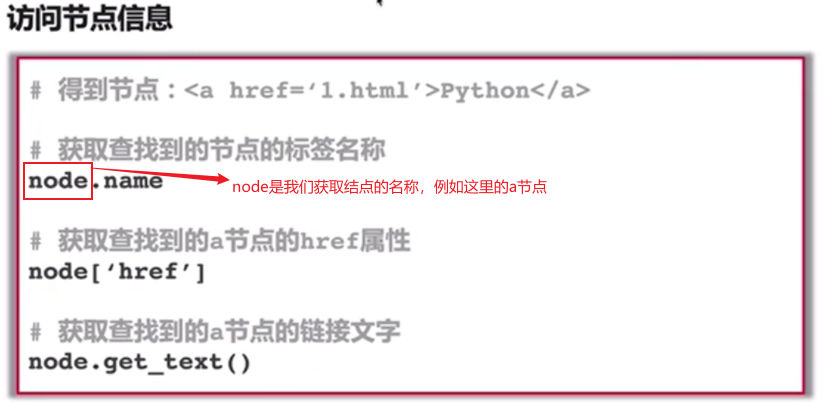 访问节点信息
# 得到节点：<a href=‘1.html’>Python</a>
# 获取查找到的节点的标签名称
node.name
node是我们获取结点的名称，例如这里的a节点
# 获取查找到的a节点的href属性
node[‘href’]
# 获取查找到的a节点的链接文字
node.get_text()